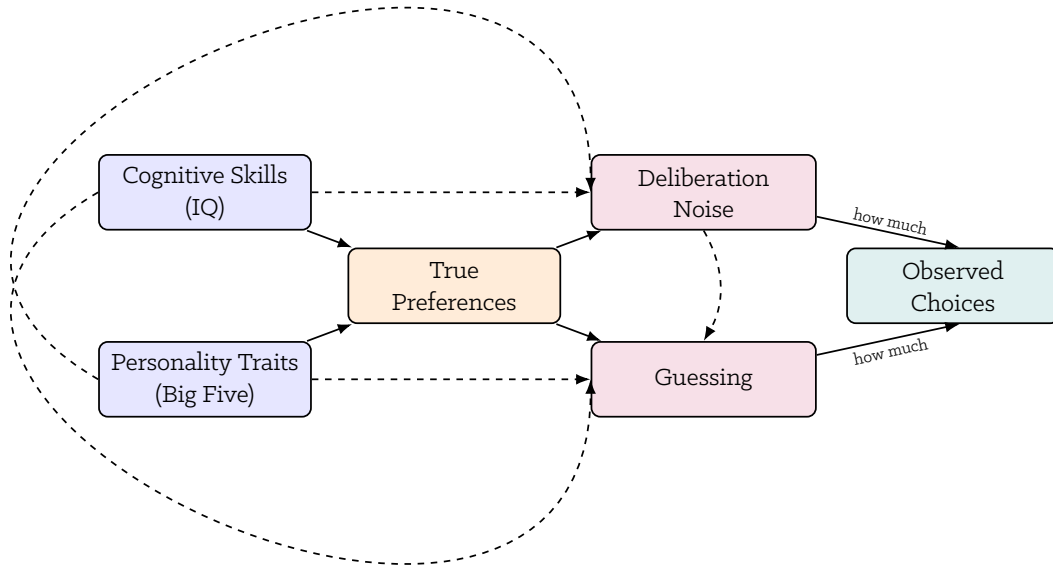 Cognitive Skills
(IQ)
Deliberation
Noise
how much
True
Preferences
Observed
Choices
Personality Traits
(Big Five)
Guessing
how much